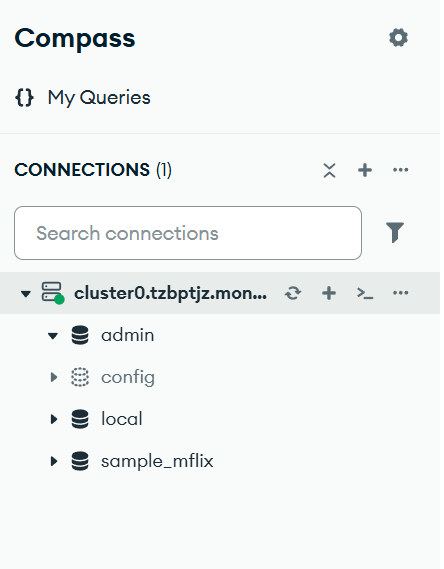 Compass
{} My Queries
CONNECTIONS (1)
Search connections
cluster0.tzbptjz.mon...
admin
config
local
sample_mflix